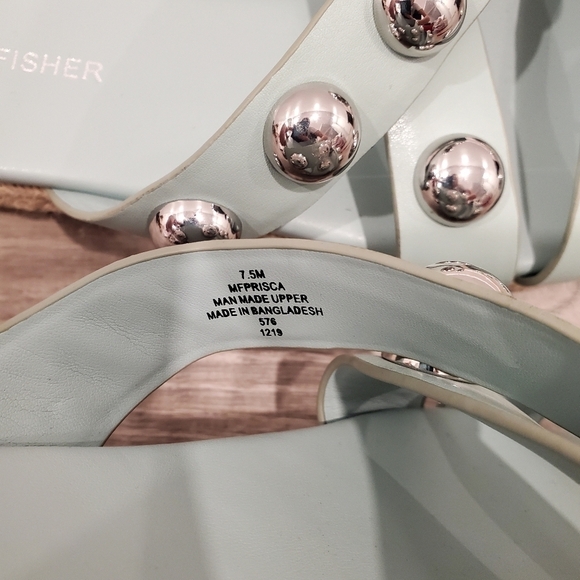 FISHER
7.5M
MFPRISCA
MAN MADE UPPER
MADE IN BANGLADESH
576
1219